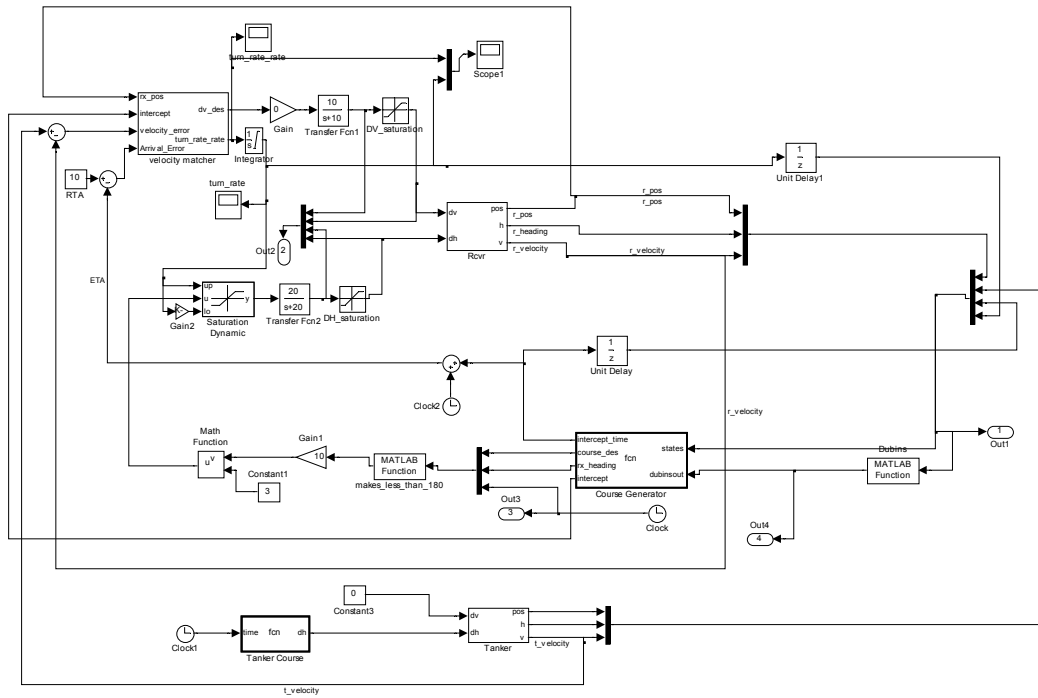 turn_rate_rate
Scope1
rx_pos
intercept
velocity_error
Arrival_Error
dv_des
turn_rate_rate
velocity matcher
0
Gain
10
s+10
Transfer Fcn1
DV_saturation
1
s
Integrator
10
RTA
turn_rate
1
z
Unit Delay1
Out2
2
dv
dh
pos
h
v
Rcvr
r_pos
r_pos
r_pos
r_heading
r_velocity
r_velocity
ETA
up
u
lo
y
Saturation
Dynamic
Gain2
20
s+20
Transfer Fcn2
DH_saturation
1
z
Unit Delay
Clock2
r_velocity
Math
Function
u
v
Gain1
10
Constant1
3
MATLAB
Function
makes_less_than_180
intercept_time
course_des
rx_heading
intercept
fcn
states
dubinsout
Course Generator
Dubins
MATLAB
Function
1
Out1
Out3
3
Clock
Out4
4
0
Constant3
Clock1
time
fcn
dh
Tanker Course
dv
dh
pos
h
v
Tanker
t_velocity
t_velocity